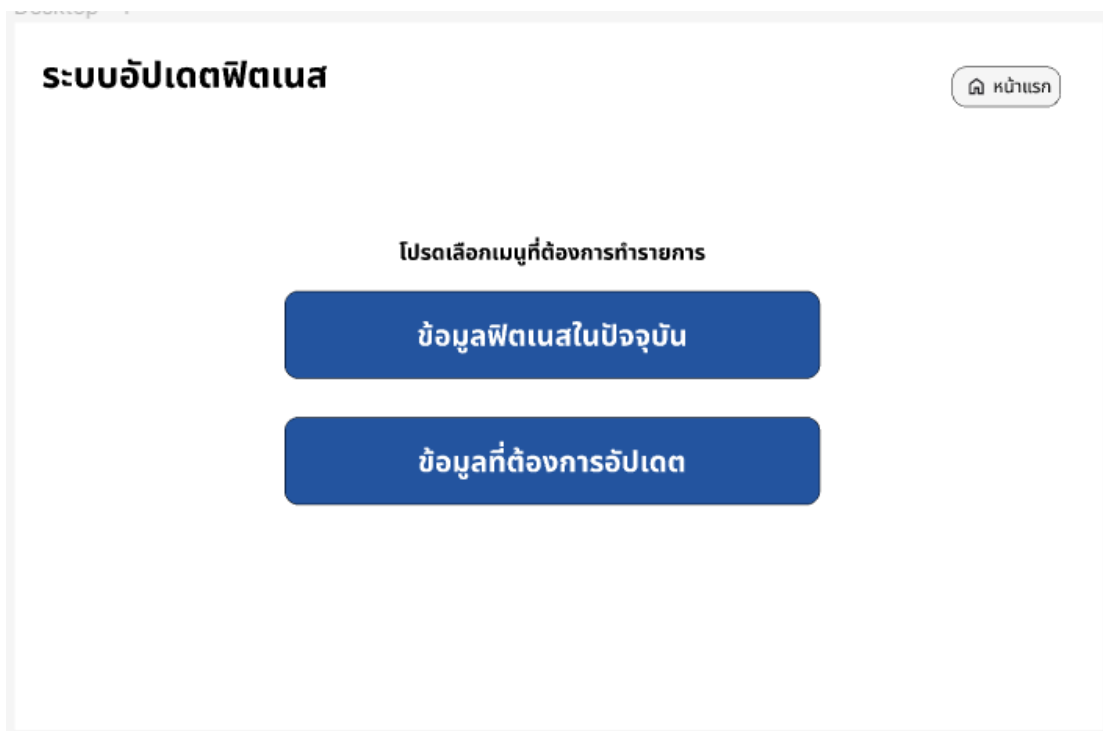 ระบบอัปเดตฟิตเนส
หน้าแรก
โปรดเลือกเมนูที่ต้องการทำรายการ
ข้อมูลฟิตเนสในปัจจุบัน
ข้อมูลที่ต้องการอัปเดต